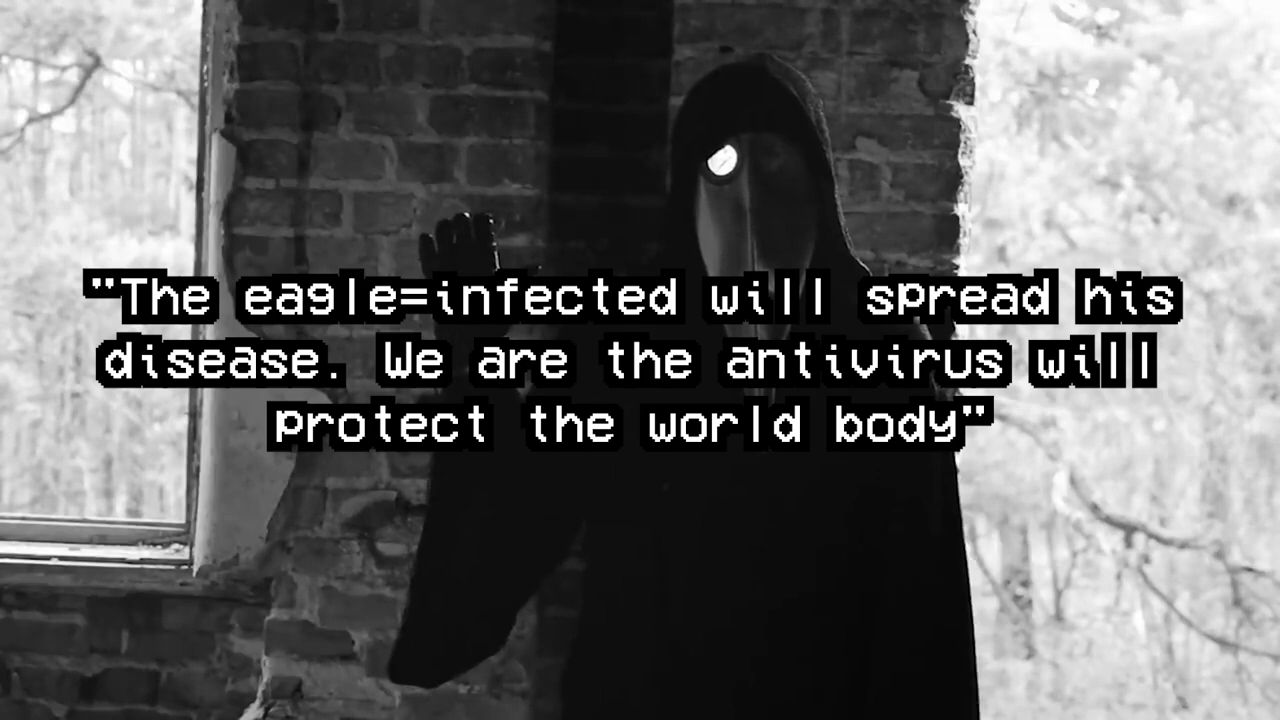 "The eagle=infected will spread his
disease. We are the antivirus will
protect the world body"